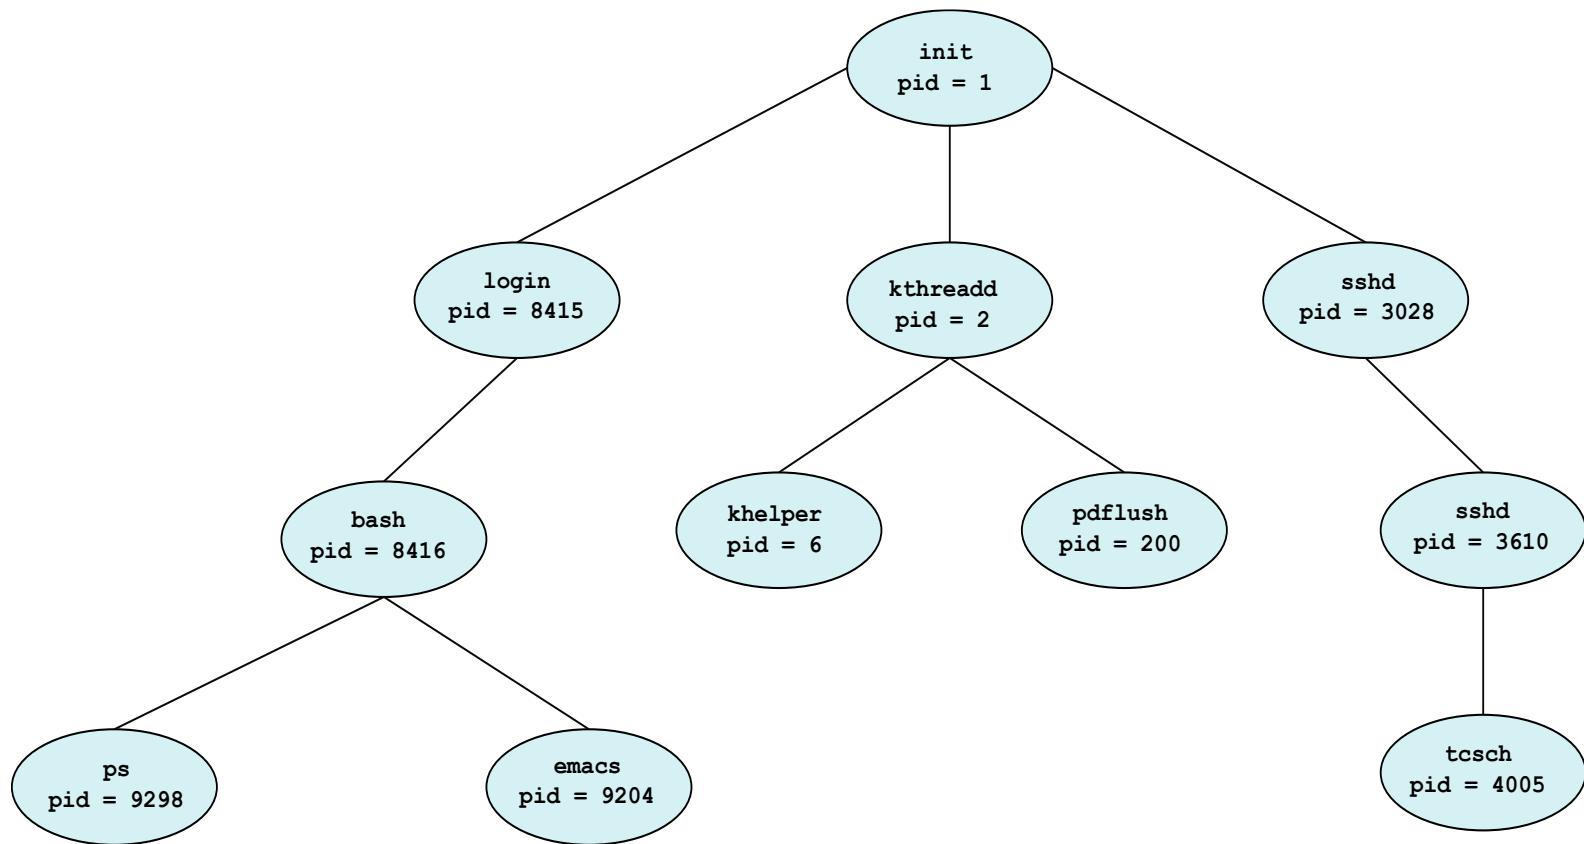 init
pid = 1
login
pid = 8415
kthreadd
pid = 2
sshd
pid = 3028
bash
pid = 8416
khelper
pid = 6
pdflush
pid = 200
sshd
pid = 3610
ps
pid = 9298
emacs
pid = 9204
tcsch
pid = 4005